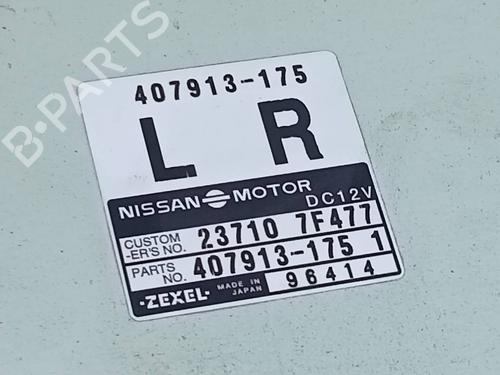 B-PARTS
407913-175
L R
NISSAN MOTOR DC12V
CUSTOM -ER'S NO. 23710 7F477
PARTS NO. 407913-175 1
·ZEXEL· MADE IN JAPAN 96414